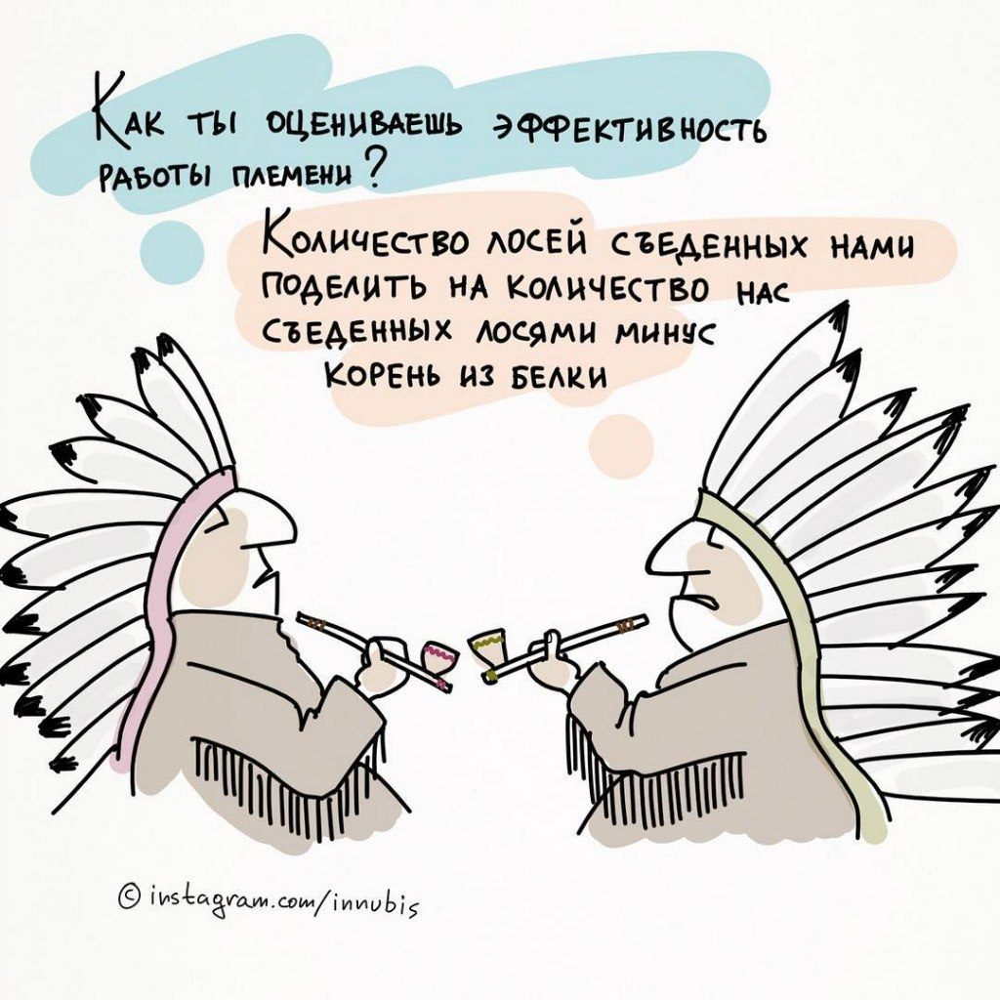 Как ты оцениваешь эффективность
работы племени?
Количество лосей съеденных нами
поделить на количество нас
съеденных лосями минус
корень из белки
© instagram.com/innubis